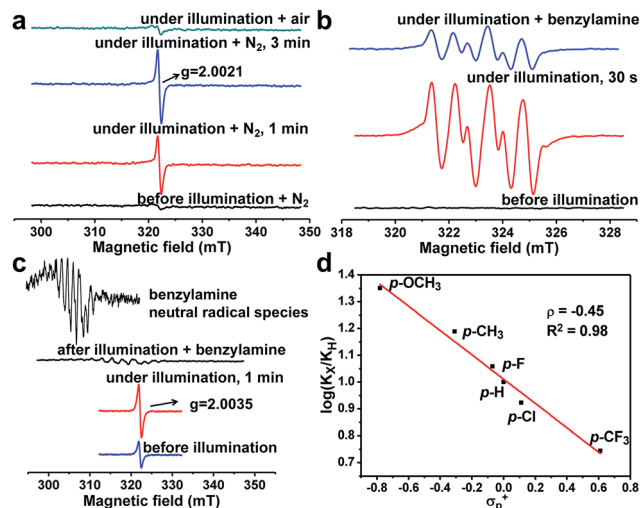 a
under illumination + air
under illumination + N2, 3 min
g=2.0021
under illumination + N2, 1 min
before illumination + N2
300 310 320 330 340 350
Magnetic field (mT)
b
under illumination + benzylamine
under illumination, 30 s
before illumination
318 320 322 324 326 328
Magnetic field (mT)
c
benzylamine
neutral radical species
after illumination + benzylamine
under illumination, 1 min
g=2.0035
before illumination
300 310 320 330 340 350
Magnetic field (mT)
d
log(KX/KH)
1.4
1.3
1.2
1.1
1.0
0.9
0.8
0.7
p-OCH3
ρ = -0.45
R2 = 0.98
p-CH3
p-F
p-H
p-Cl
p-CF3
-0.8 -0.6 -0.4 -0.2 0.0 0.2 0.4 0.6 0.8
σp+